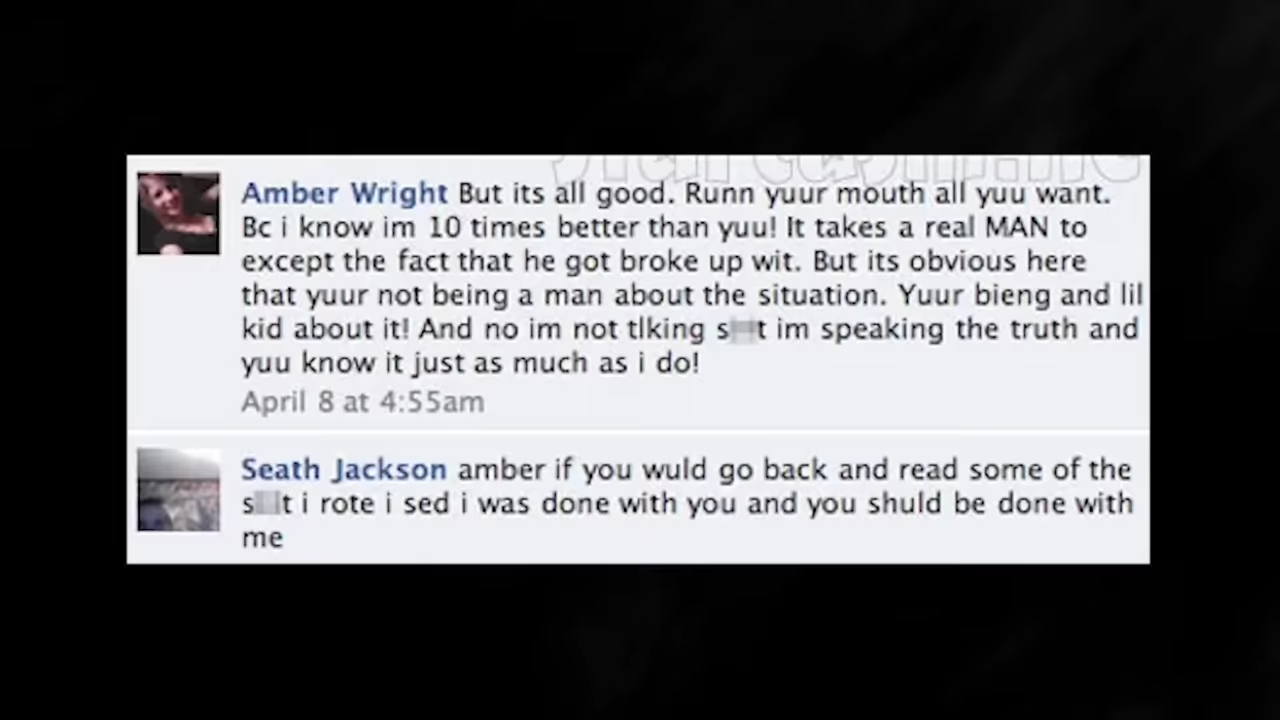 Amber Wright But its all good. Runn yuur mouth all yuu want.
Bc i know im 10 times better than yuu! It takes a real MAN to
except the fact that he got broke up wit. But its obvious here
that yuur not being a man about the situation. Yuur bieng and lil
kid about it! And no im not tlking s t im speaking the truth and
yuu know it just as much as i do!
April 8 at 4:55am
Seath Jackson amber if you wuld go back and read some of the
s t i rote i sed i was done with you and you shuld be done with
me